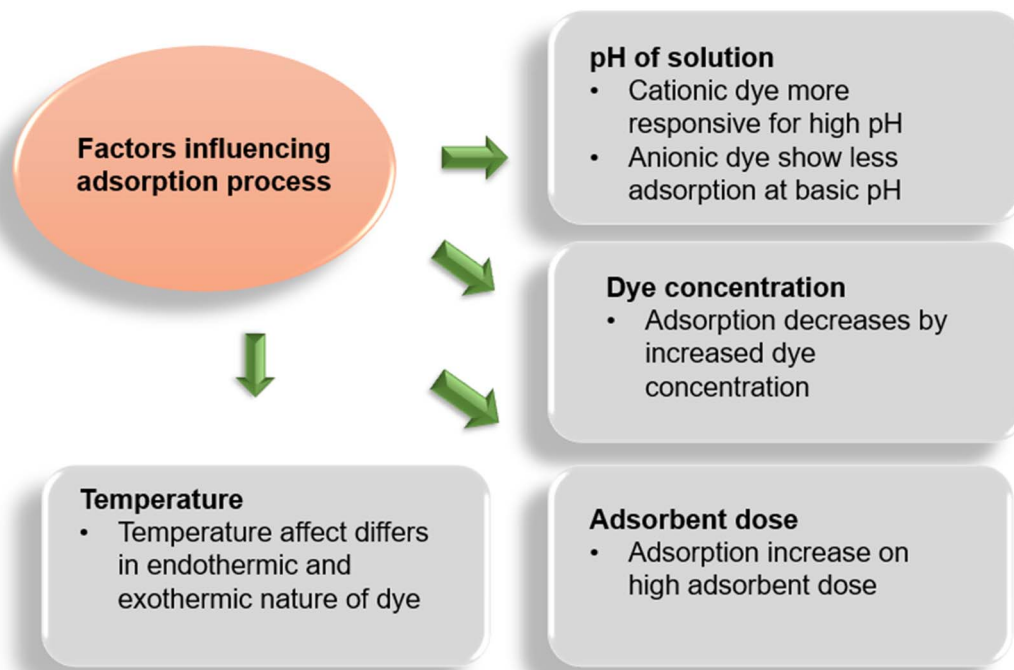 Factors influencing
adsorption process
pH of solution
• Cationic dye more
responsive for high pH
• Anionic dye show less
adsorption at basic pH
Dye concentration
• Adsorption decreases by
increased dye
concentration
Temperature
• Temperature affect differs
in endothermic and
exothermic nature of dye
Adsorbent dose
• Adsorption increase on
high adsorbent dose